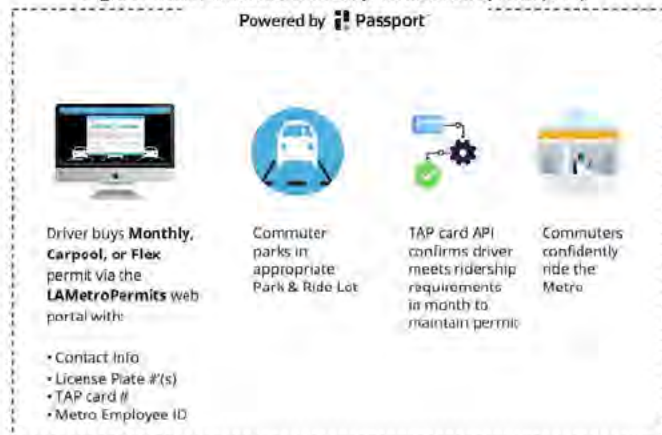 Powered by Passport
Driver buys Monthly,
Carpool, or Flex
permit via the
LAMetroPermits web
portal with:
• Contact Info
• License Plate #'(s)
• TAP card #
• Metro Employee ID
Commuter
parks in
appropriate
Park & Ride Lot
TAP card API
confirms driver
meets ridership
requirements
in month to
maintain permit
Commuters
confidently
ride the
Metro